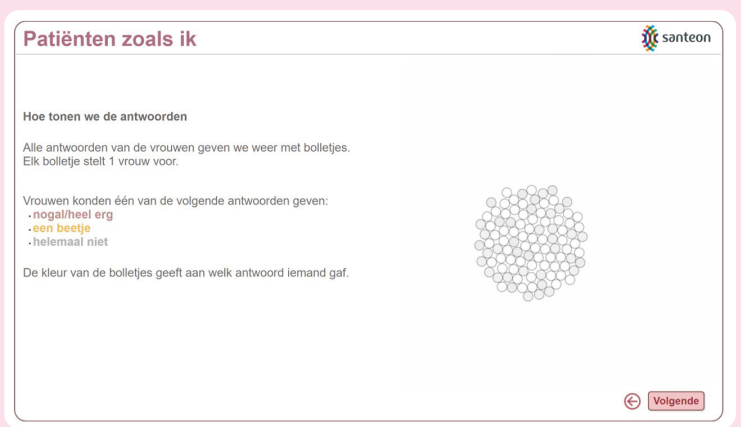 Patiënten zoals ik
santeon
Hoe tonen we de antwoorden
Alle antwoorden van de vrouwen geven we weer met bolletjes.
Elk bolletje stelt 1 vrouw voor.
Vrouwen konden één van de volgende antwoorden geven:
• nogal/heel erg
• een beetje
• helemaal niet
De kleur van de bolletjes geeft aan welk antwoord iemand gaf.
Volgende